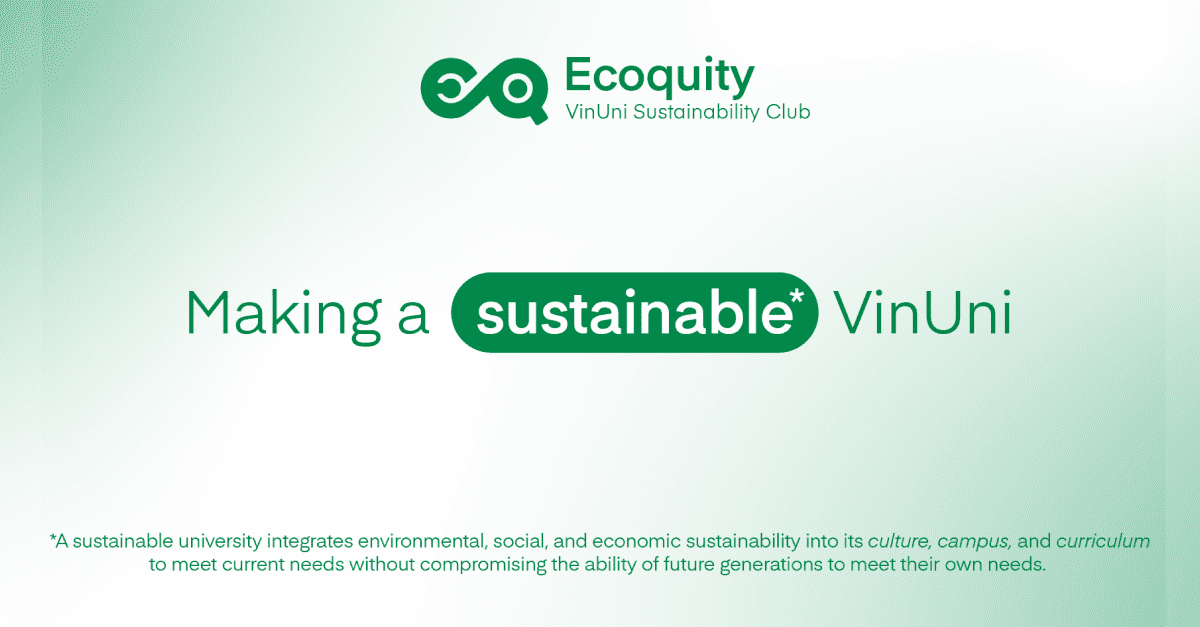 Ecoquity
VinUni Sustainability Club
Making a sustainable* VinUni
*A sustainable university integrates environmental, social, and economic sustainability into its culture, campus, and curriculum
to meet current needs without compromising the ability of future generations to meet their own needs.